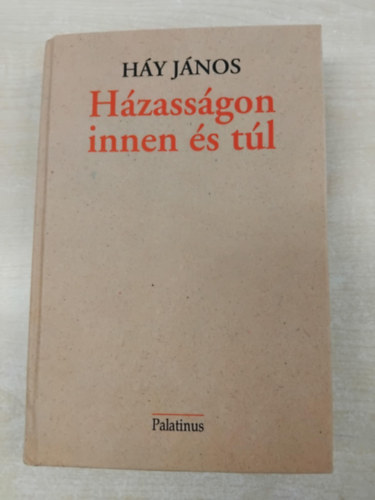 HÁY JÁNOS
Házasságon
innen és túl
Palatinus